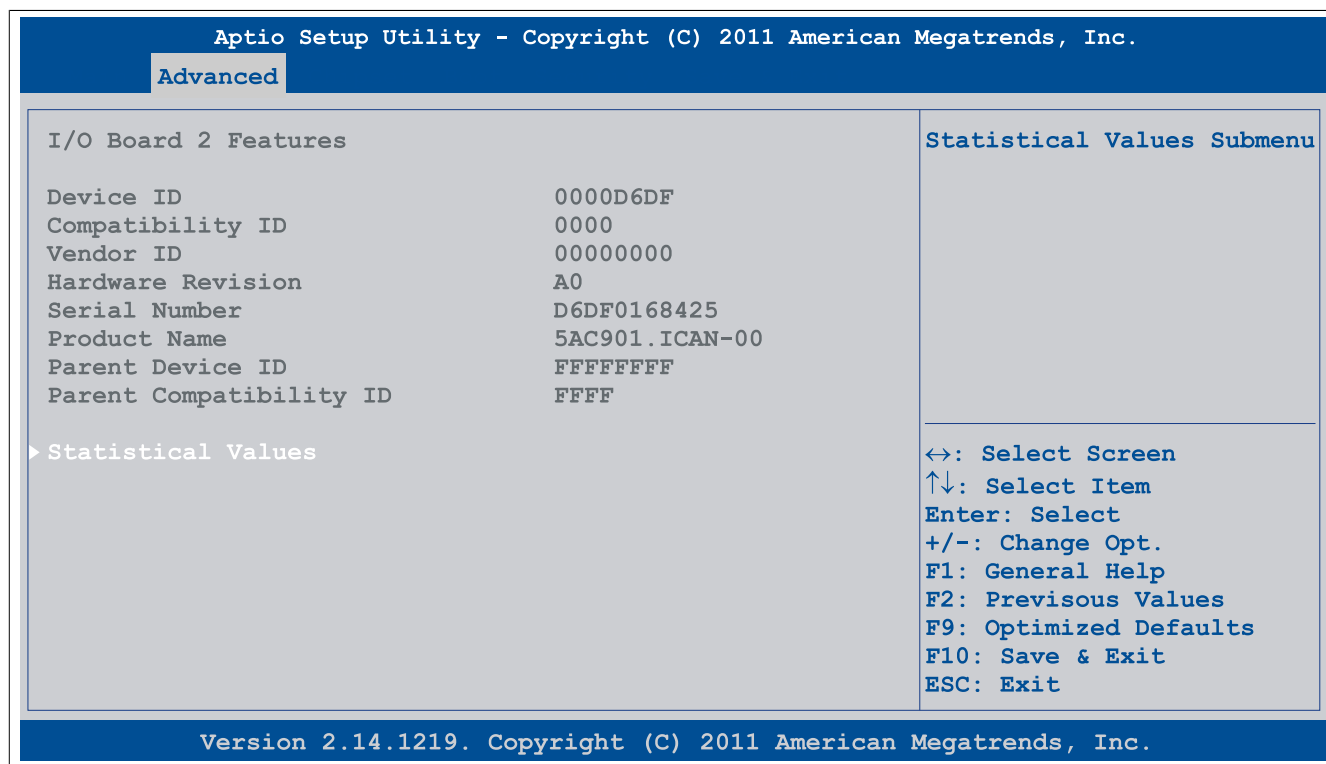 Aptio Setup Utility - Copyright (C) 2011 American Megatrends, Inc.
Advanced
I/O Board 2 Features
Device ID 0000D6DF
Compatibility ID 0000
Vendor ID 00000000
Hardware Revision A0
Serial Number D6DF0168425
Product Name 5AC901.ICAN-00
Parent Device ID FFFFFFFF
Parent Compatibility ID FFFF
Statistical Values
Statistical Values Submenu
↔: Select Screen
↑↓: Select Item
Enter: Select
+/-: Change Opt.
F1: General Help
F2: Previsous Values
F9: Optimized Defaults
F10: Save & Exit
ESC: Exit
Version 2.14.1219. Copyright (C) 2011 American Megatrends, Inc.